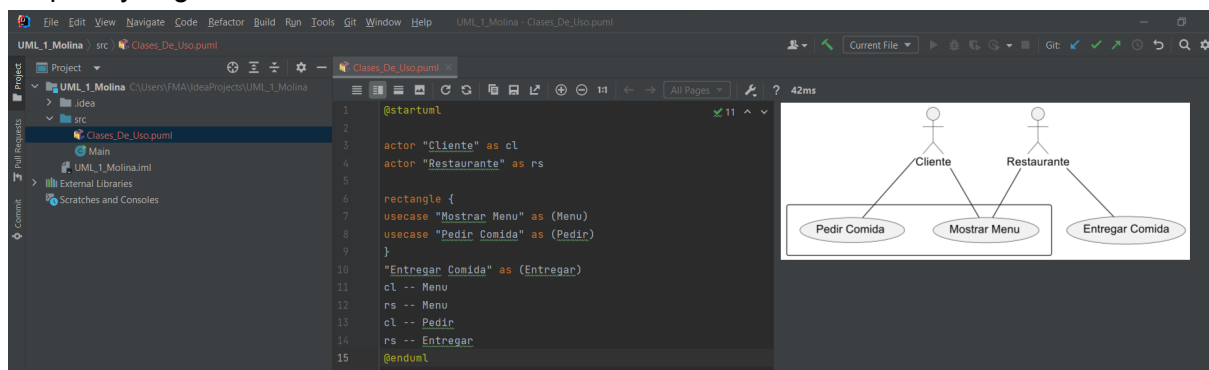 File Edit View Navigate Code Refactor Build Run Tools Git Window Help UML_1_Molina - Clases_De_Uso.puml
UML_1_Molina src Clases_De_Uso.puml
Current File
Git:
Project
Clases_De_Uso.puml
UML_1_Molina C:\Users\FMA\IdeaProjects\UML_1_Molina
.idea
src
Clases_De_Uso.puml
Main
UML_1_Molina.iml
External Libraries
Scratches and Consoles
Project
Pull Requests
Commit
1:1
All Pages
? 42ms
11
1 @startuml
2
3 actor "Cliente" as cl
4 actor "Restaurante" as rs
5
6 rectangle {
7 usecase "Mostrar Menu" as (Menu)
8 usecase "Pedir Comida" as (Pedir)
9 }
10 "Entregar Comida" as (Entregar)
11 cl -- Menu
12 rs -- Menu
13 cl -- Pedir
14 rs -- Entregar
15 @enduml
Cliente
Restaurante
Pedir Comida
Mostrar Menu
Entregar Comida